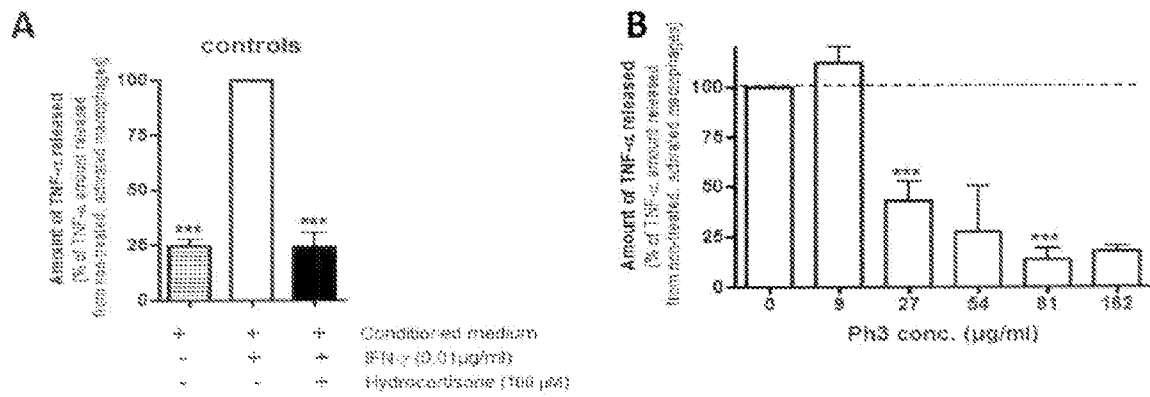 A
controls
Amount of TNF-α released
(% of TNF-α amount released
from non-treated, activated macrophages)
100
75
50
25
0
***
***
+ + + Conditioned medium
- + + IFN-γ (0,01µg/ml)
- - + Hydrocortisone (100 µM)
B
Amount of TNF-α released
(% of TNF-α amount released
from non-treated, activated macrophages)
100
75
50
25
0
***
***
0 9 27 54 81 162
Ph3 conc. (µg/ml)